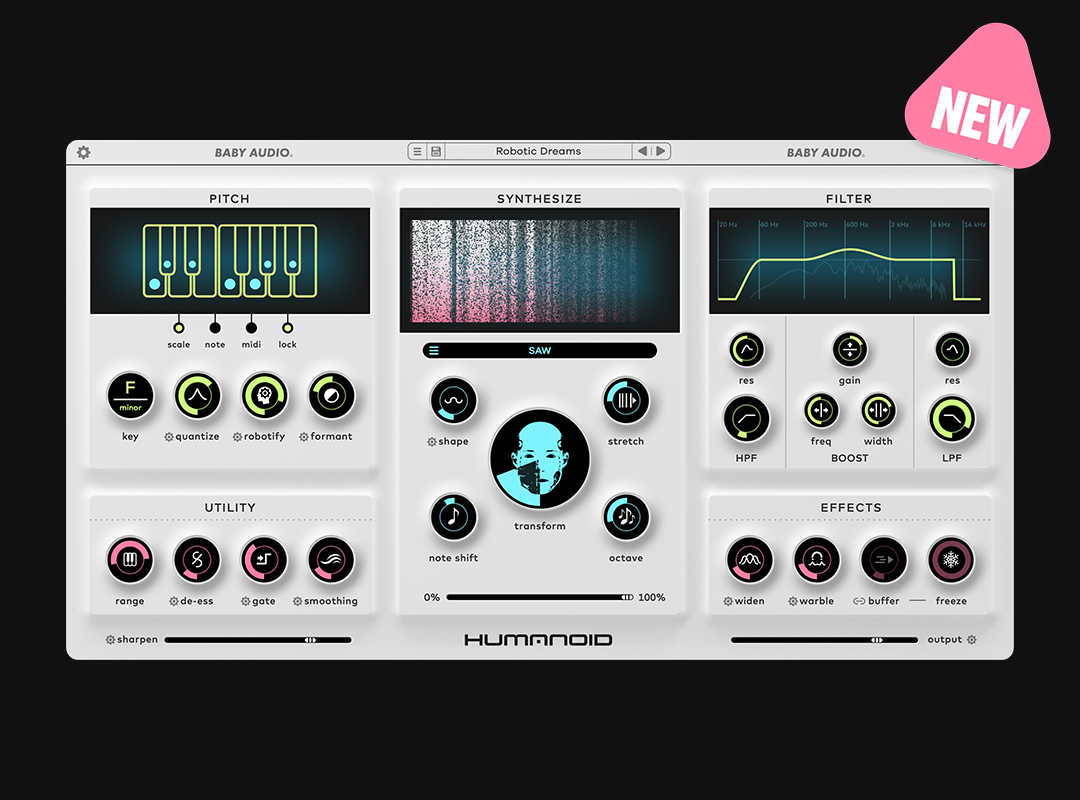 NEW
BABY AUDIO.
Robotic Dreams
BABY AUDIO.
PITCH
scale
note
midi
lock
F
minor
key
quantize
robotify
formant
UTILITY
range
de-ess
gate
smoothing
sharpen
SYNTHESIZE
SAW
shape
stretch
transform
note shift
octave
0%
100%
HUMANOID
FILTER
20 Hz
60 Hz
200 Hz
600 Hz
2 kHz
6 kHz
14 kHz
res
gain
res
freq
width
HPF
BOOST
LPF
EFFECTS
widen
warble
buffer
freeze
output